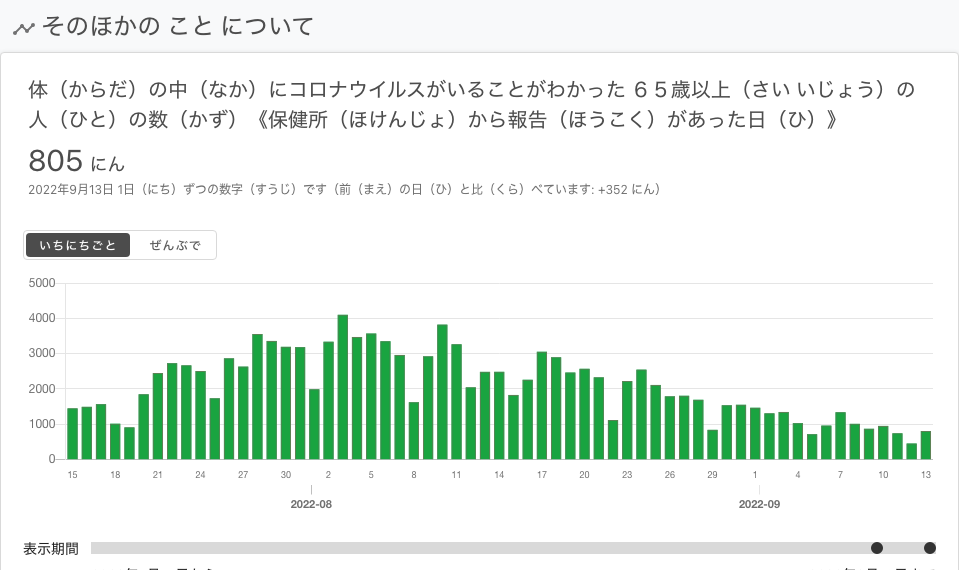 そのほかの こと について
体（からだ）の中（なか）にコロナウイルスがいることがわかった ６５歳以上（さい いじょう）の
人（ひと）の数（かず）《保健所（ほけんじょ）から報告（ほうこく）があった日（ひ）》
805 にん
2022年9月13日 1日（にち）ずつの数字（すうじ）です（前（まえ）の日（ひ）と比（くら）べています: +352 にん）
いちにちごと ぜんぶで
5000
4000
3000
2000
1000
0
15 18 21 24 27 30 2 5 8 11 14 17 20 23 26 29 1 4 7 10 13
2022-08 2022-09
表示期間